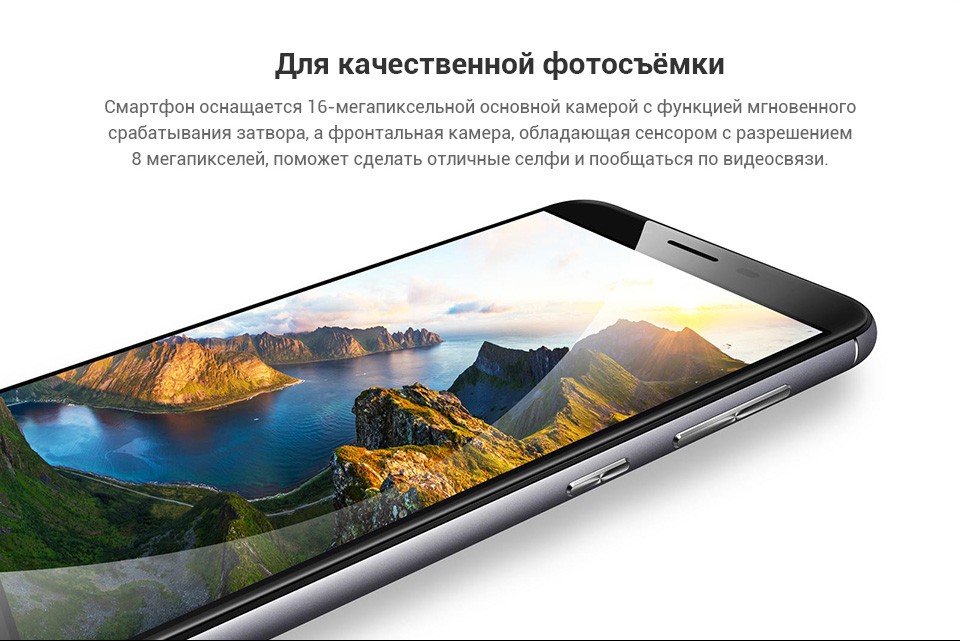 Для качественной фотосъёмки
Смартфон оснащается 16-мегапиксельной основной камерой с функцией мгновенного
срабатывания затвора, а фронтальная камера, обладающая сенсором с разрешением
8 мегапикселей, поможет сделать отличные селфи и пообщаться по видеосвязи.